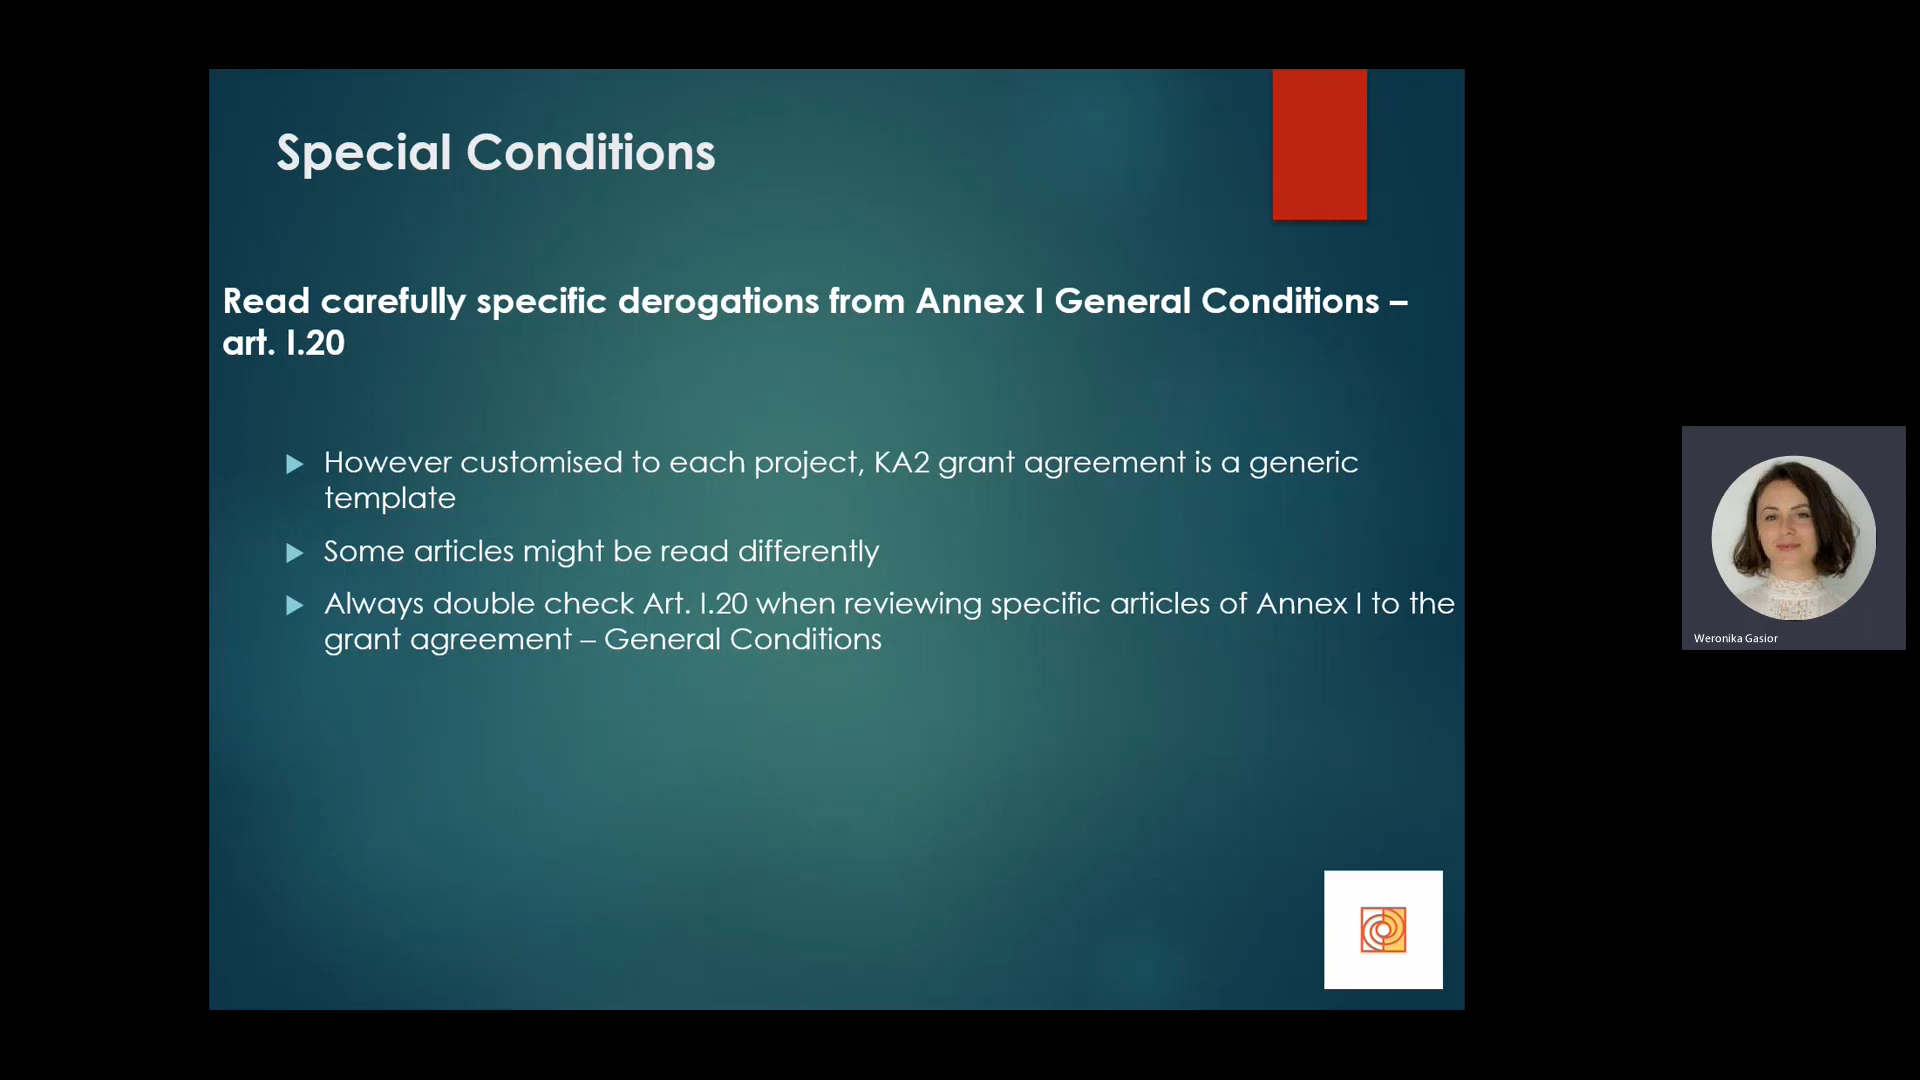 Special Conditions
Read carefully specific derogations from Annex I General Conditions –
art. I.20
However customised to each project, KA2 grant agreement is a generic
template
Some articles might be read differently
Always double check Art. I.20 when reviewing specific articles of Annex I to the
grant agreement – General Conditions
Weronika Gasior